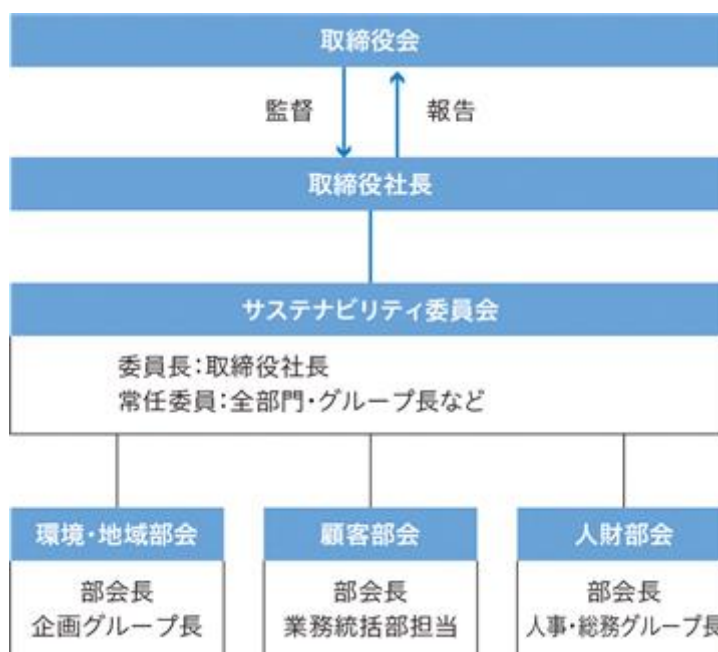 取締役会
監督
報告
取締役社長
サステナビリティ委員会
委員長：取締役社長
常任委員：全部門・グループ長など
環境・地域部会
部会長
企画グループ長
顧客部会
部会長
業務統括部担当
人財部会
部会長
人事・総務グループ長